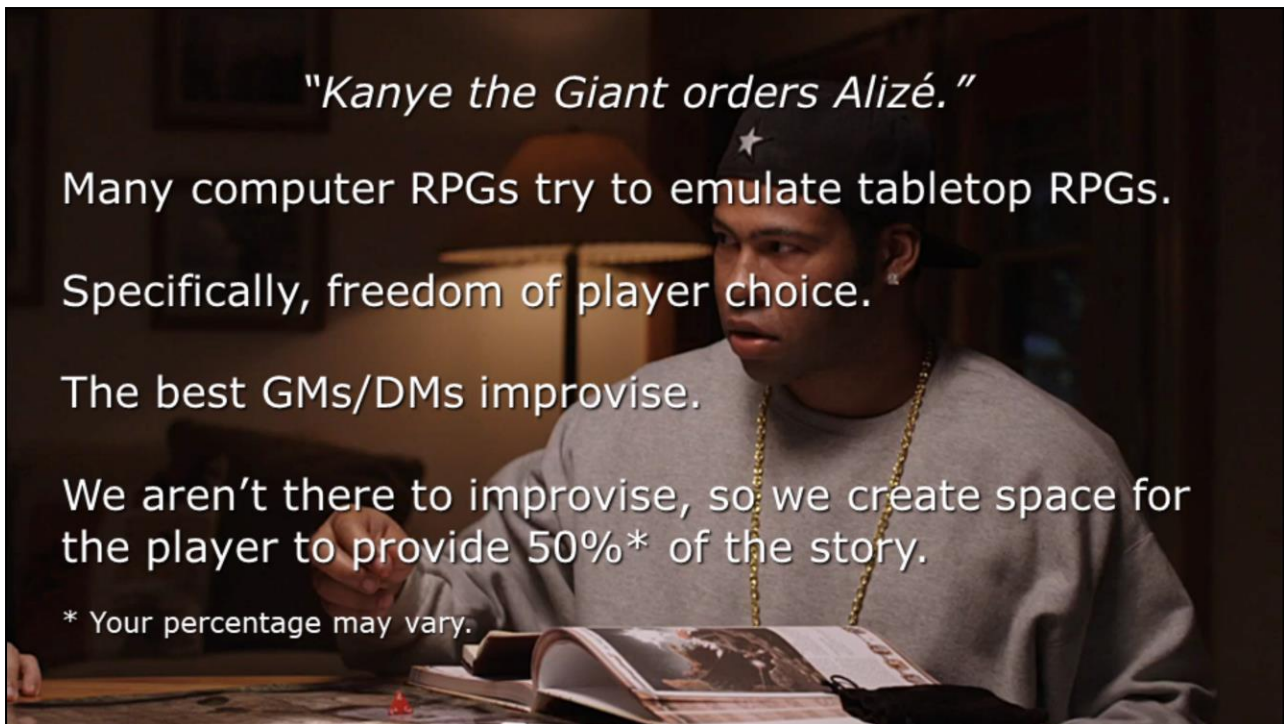 “Kanye the Giant orders Alizé.”
Many computer RPGs try to emulate tabletop RPGs.
Specifically, freedom of player choice.
The best GMs/DMs improvise.
We aren’t there to improvise, so we create space for
the player to provide 50%* of the story.
* Your percentage may vary.